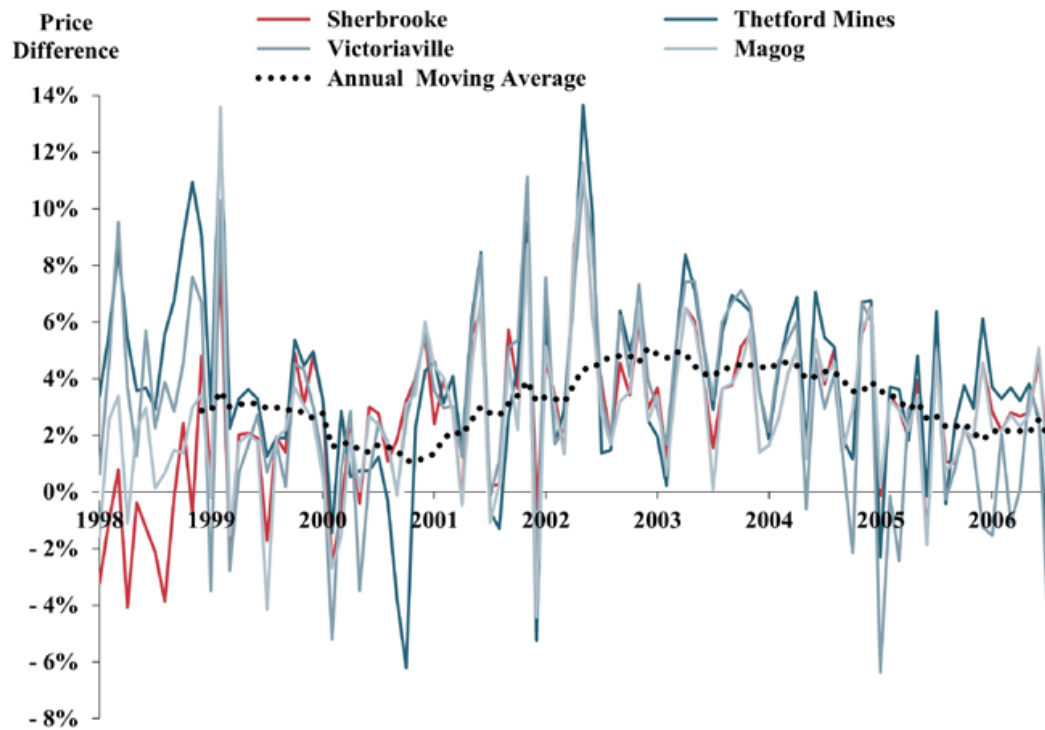 Price
Difference
Sherbrooke
Thetford Mines
Victoriaville
Magog
Annual Moving Average
14%
12%
10%
8%
6%
4%
2%
0%
1998 1999 2000 2001 2002 2003 2004 2005 2006
- 2%
- 4%
- 6%
- 8%